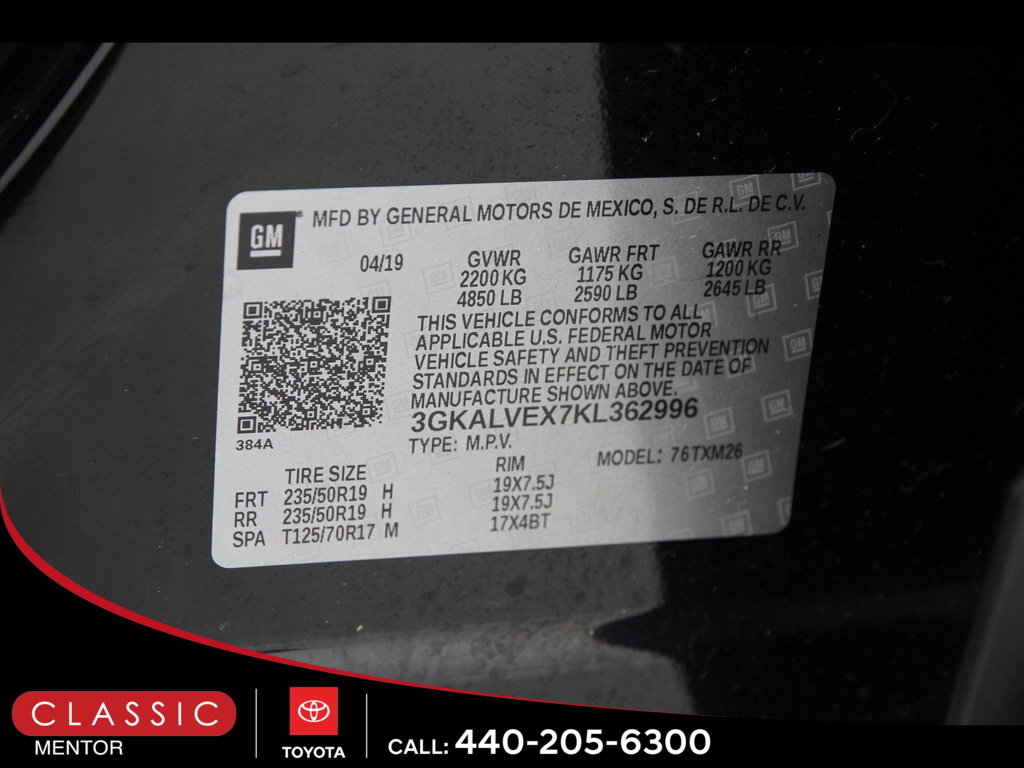 GM
MFD BY GENERAL MOTORS DE MEXICO, S. DE R.L. DE C.V.
04/19 GVWR GAWR FRT GAWR RR
2200 KG 1175 KG 1200 KG
4850 LB 2590 LB 2645 LB
THIS VEHICLE CONFORMS TO ALL
APPLICABLE U.S. FEDERAL MOTOR
VEHICLE SAFETY AND THEFT PREVENTION
STANDARDS IN EFFECT ON THE DATE OF
MANUFACTURE SHOWN ABOVE.
3GKALVEX7KL362996
384A
TYPE: M.P.V. MODEL: 76TXM26
TIRE SIZE RIM
FRT 235/50R19 H 19X7.5J
RR 235/50R19 H 19X7.5J
SPA T125/70R17 M 17X4BT
CLASSIC
MENTOR
TOYOTA
CALL: 440-205-6300